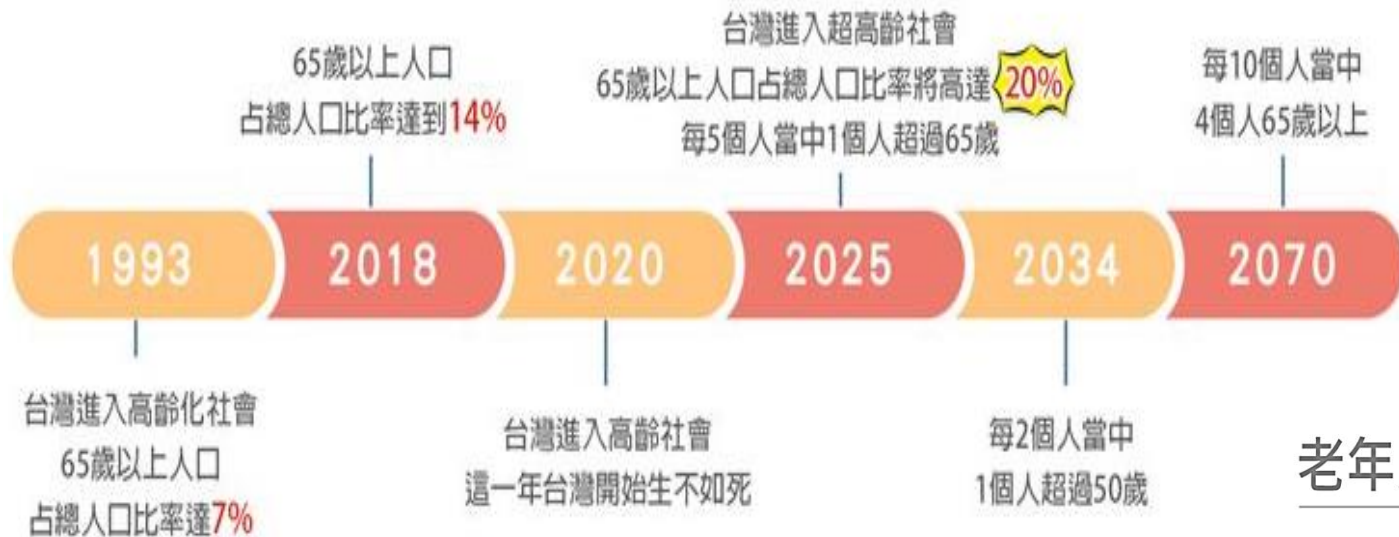 65歲以上人口
占總人口比率達到14%
台灣進入超高齡社會
65歲以上人口占總人口比率將高達20%
每5個人當中1個人超過65歲
每10個人當中
4個人65歲以上
1993
2018
2020
2025
2034
2070
台灣進入高齡化社會
65歲以上人口
占總人口比率達7%
台灣進入高齡社會
這一年台灣開始生不如死
每2個人當中
1個人超過50歲
老年